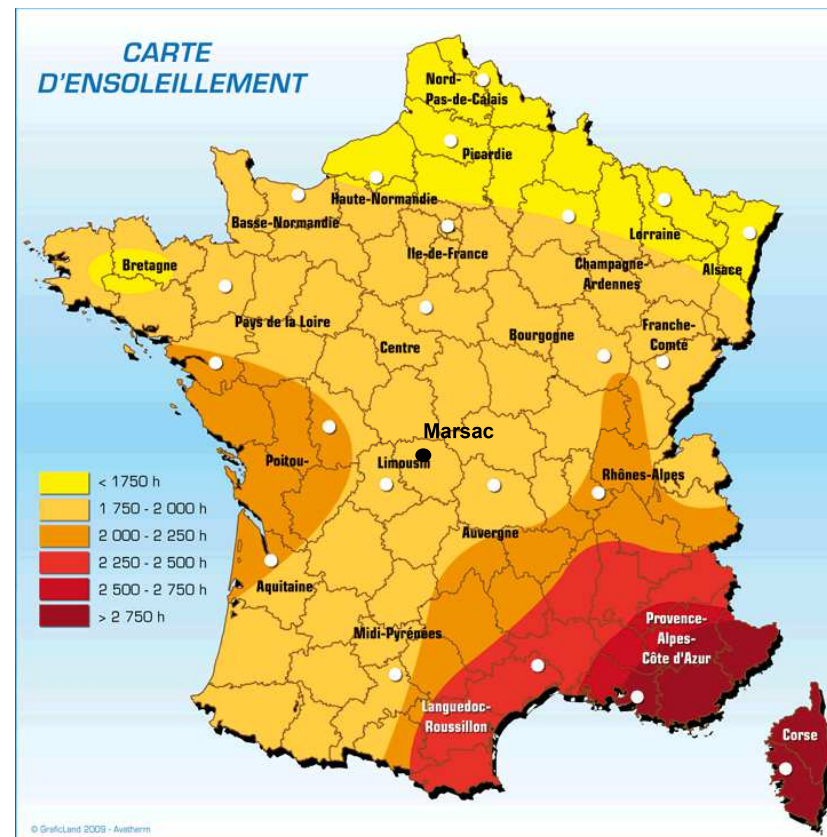 CARTE
D'ENSOLEILLEMENT
Nord-
Pas-de-Calais
Picardie
Haute-Normandie
Basse-Normandie
Ile-de-France
Lorraine
Alsace
Champagne-
Ardennes
Bretagne
Pays de la Loire
Centre
Bourgogne
Franche-
Comté
Marsac
Poitou-
Limousin
Rhônes-Alpes
Auvergne
Aquitaine
Midi-Pyrénées
Provence-
Alpes-
Côte d'Azur
Languedoc-
Roussillon
Corse
< 1750 h
1 750 - 2 000 h
2 000 - 2 250 h
2 250 - 2 500 h
2 500 - 2 750 h
> 2 750 h
© GraficLand 2009 - Avatherm